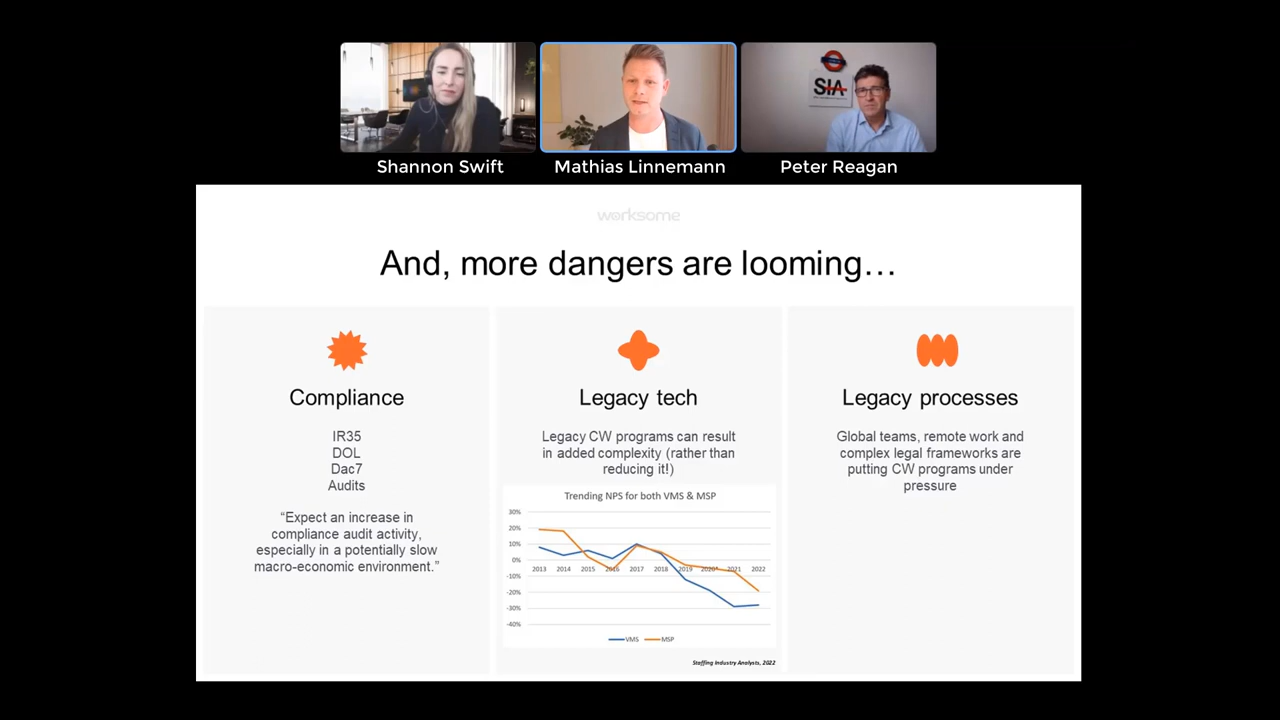 SIA
Shannon Swift
Mathias Linnemann
Peter Reagan
worksome
And, more dangers are looming…
Compliance
IR35
DOL
Dac7
Audits
“Expect an increase in
compliance audit activity,
especially in a potentially slow
macro-economic environment.”
Legacy tech
Legacy CW programs can result
in added complexity (rather than
reducing it!)
Trending NPS for both VMS & MSP
30%
20%
10%
0%
-10%
-20%
-30%
-40%
2013 2014 2015 2016 2017 2018 2019 2020* 2021 2022
VMS MSP
Staffing Industry Analysts, 2022
Legacy processes
Global teams, remote work and
complex legal frameworks are
putting CW programs under
pressure